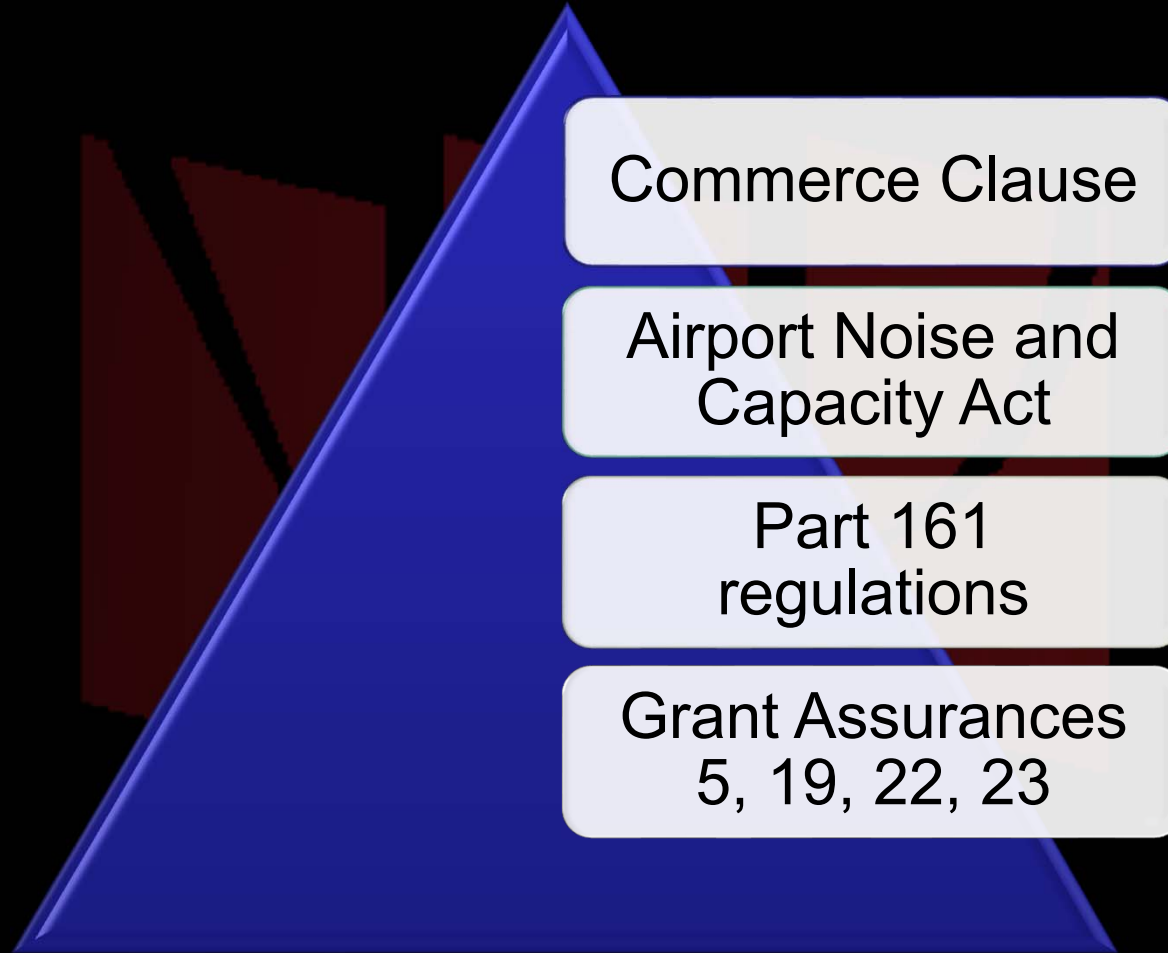 Commerce Clause
Airport Noise and
Capacity Act
Part 161
regulations
Grant Assurances
5, 19, 22, 23